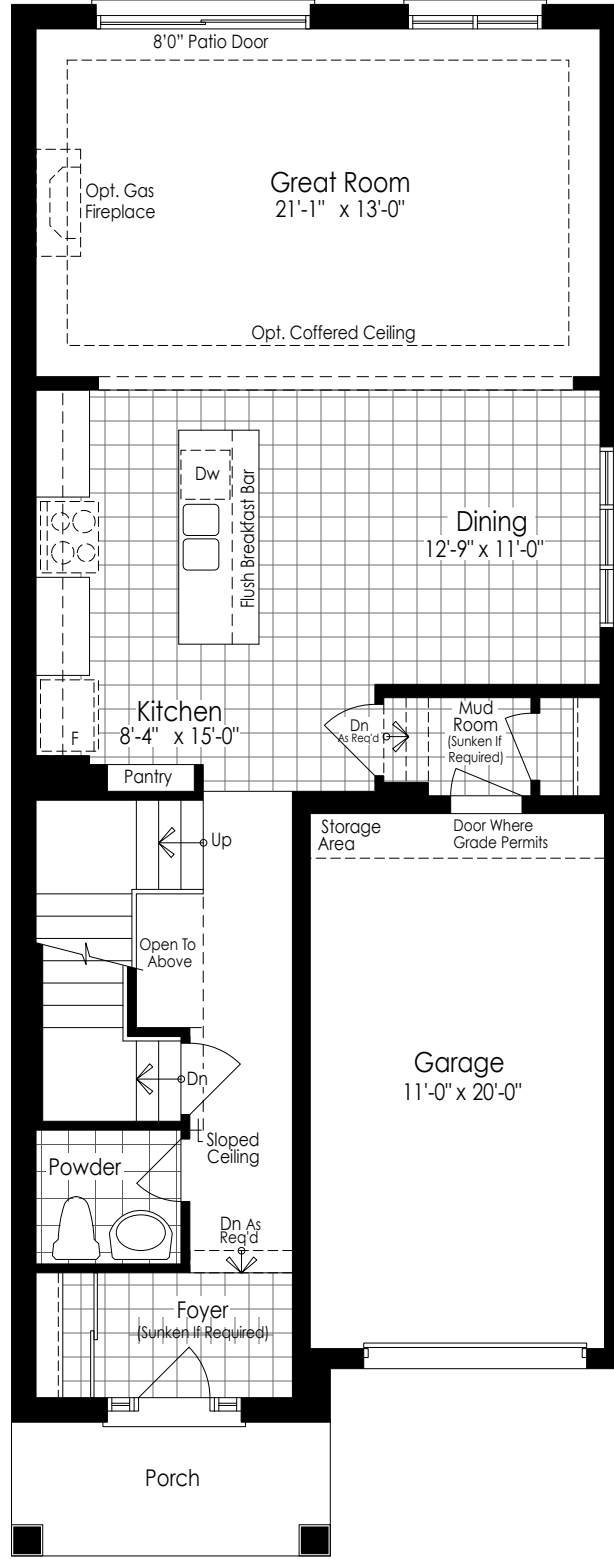 8'0" Patio Door
Opt. Gas
Fireplace
Great Room
21'-1" x 13'-0"
Opt. Coffered Ceiling
Dw
Flush Breakfast Bar
Dining
12'-9" x 11'-0"
Kitchen
8'-4" x 15'-0"
F
Pantry
Dn
As Req'd
Mud
Room
(Sunken If
Required)
Storage
Area
Door Where
Grade Permits
Up
Open To
Above
Garage
11'-0" x 20'-0"
Dn
Sloped
Ceiling
Powder
Dn As
Req'd
Foyer
(Sunken If Required)
Porch